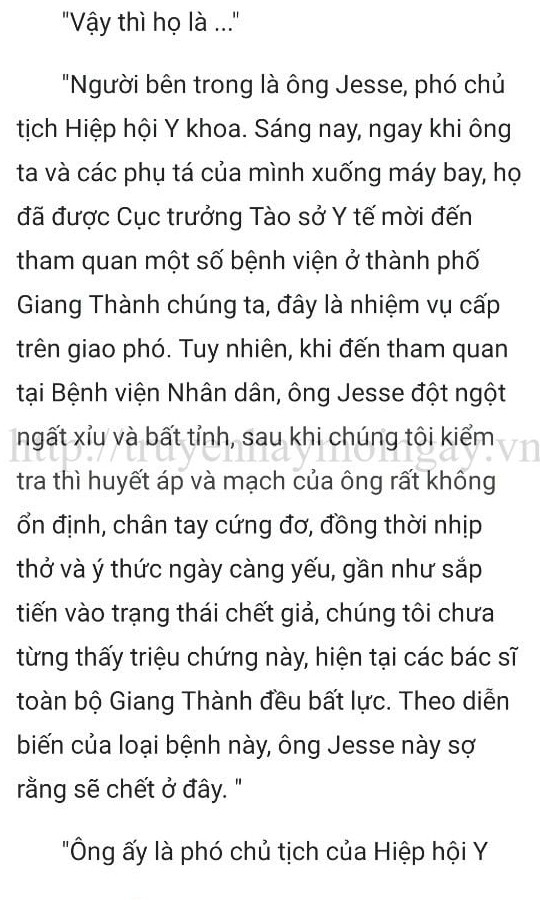 "Vậy thì họ là ..."
"Người bên trong là ông Jesse, phó chủ
tịch Hiệp hội Y khoa. Sáng nay, ngay khi ông
ta và các phụ tá của mình xuống máy bay, họ
đã được Cục trưởng Tào sở Y tế mời đến
tham quan một số bệnh viện ở thành phố
Giang Thành chúng ta, đây là nhiệm vụ cấp
trên giao phó. Tuy nhiên, khi đến tham quan
tại Bệnh viện Nhân dân, ông Jesse đột ngột
ngất xỉu và bất tỉnh, sau khi chúng tôi kiểm
http://truyenhaymoingay.vn
tra thì huyết áp và mạch của ông rất không
ổn định, chân tay cứng đơ, đồng thời nhịp
thở và ý thức ngày càng yếu, gần như sắp
tiến vào trạng thái chết giả, chúng tôi chưa
từng thấy triệu chứng này, hiện tại các bác sĩ
toàn bộ Giang Thành đều bất lực. Theo diễn
biến của loại bệnh này, ông Jesse này sợ
rằng sẽ chết ở đây. "
"Ông ấy là phó chủ tịch của Hiệp hội Y